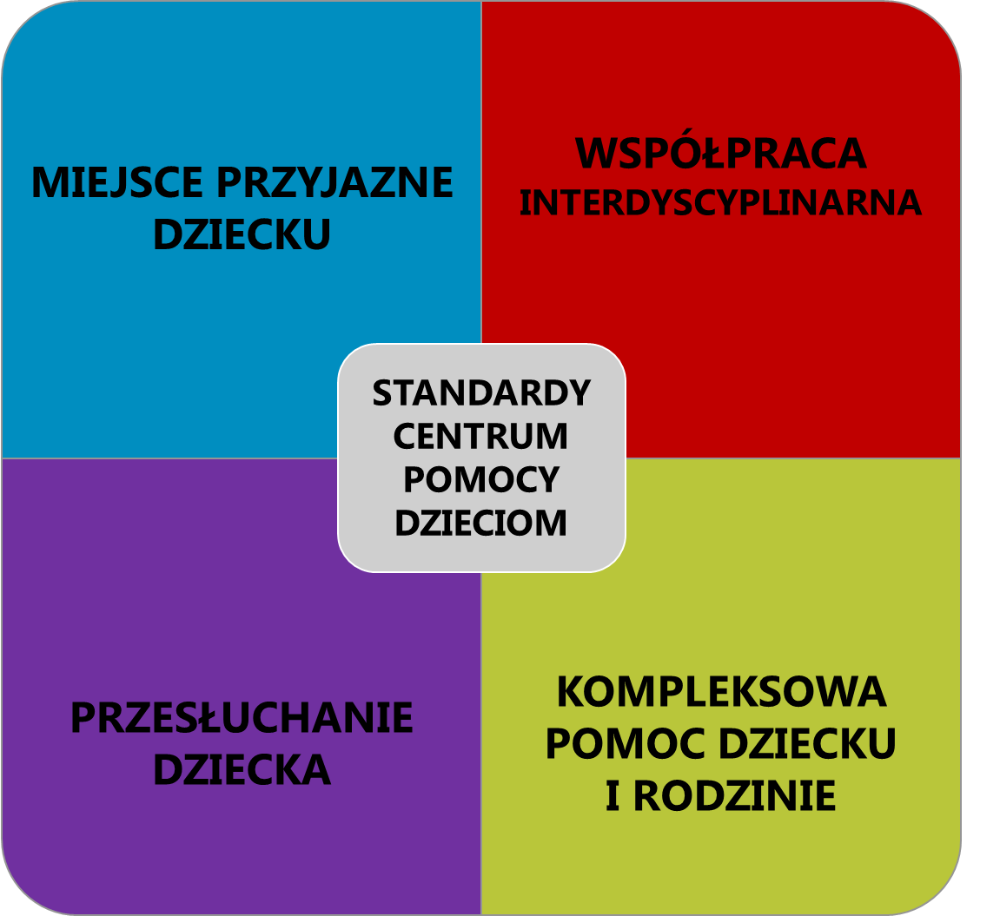 MIEJSCE PRZYJAZNE
DZIECKU
WSPÓŁPRACA
INTERDYSCYPLINARNA
STANDARDY
CENTRUM
POMOCY
DZIECIOM
PRZESŁUCHANIE
DZIECKA
KOMPLEKSOWA
POMOC DZIECKU
I RODZINIE